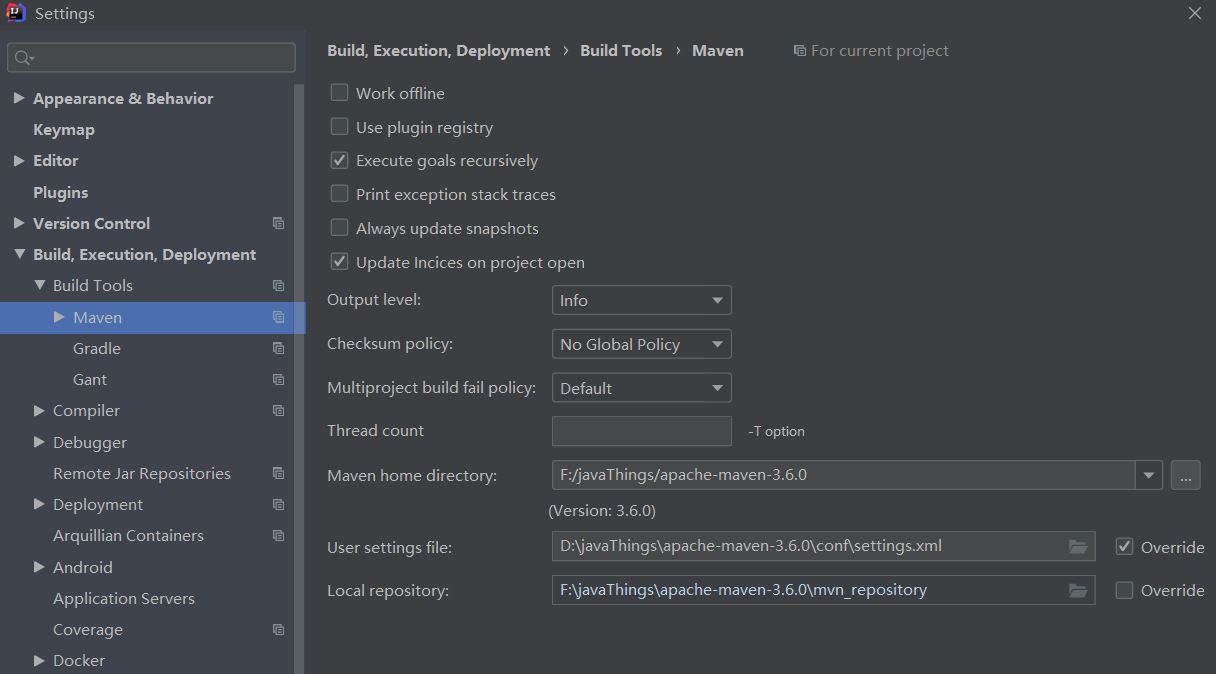 Settings
Build, Execution, Deployment › Build Tools › Maven For current project
Appearance & Behavior
Keymap
Editor
Plugins
Version Control
Build, Execution, Deployment
Build Tools
Maven
Gradle
Gant
Compiler
Debugger
Remote Jar Repositories
Deployment
Arquillian Containers
Android
Application Servers
Coverage
Docker
Work offline
Use plugin registry
Execute goals recursively
Print exception stack traces
Always update snapshots
Update Incices on project open
Output level: Info
Checksum policy: No Global Policy
Multiproject build fail policy: Default
Thread count -T option
Maven home directory: F:/javaThings/apache-maven-3.6.0 ...
(Version: 3.6.0)
User settings file: D:\javaThings\apache-maven-3.6.0\conf\settings.xml Override
Local repository: F:\javaThings\apache-maven-3.6.0\mvn_repository Override